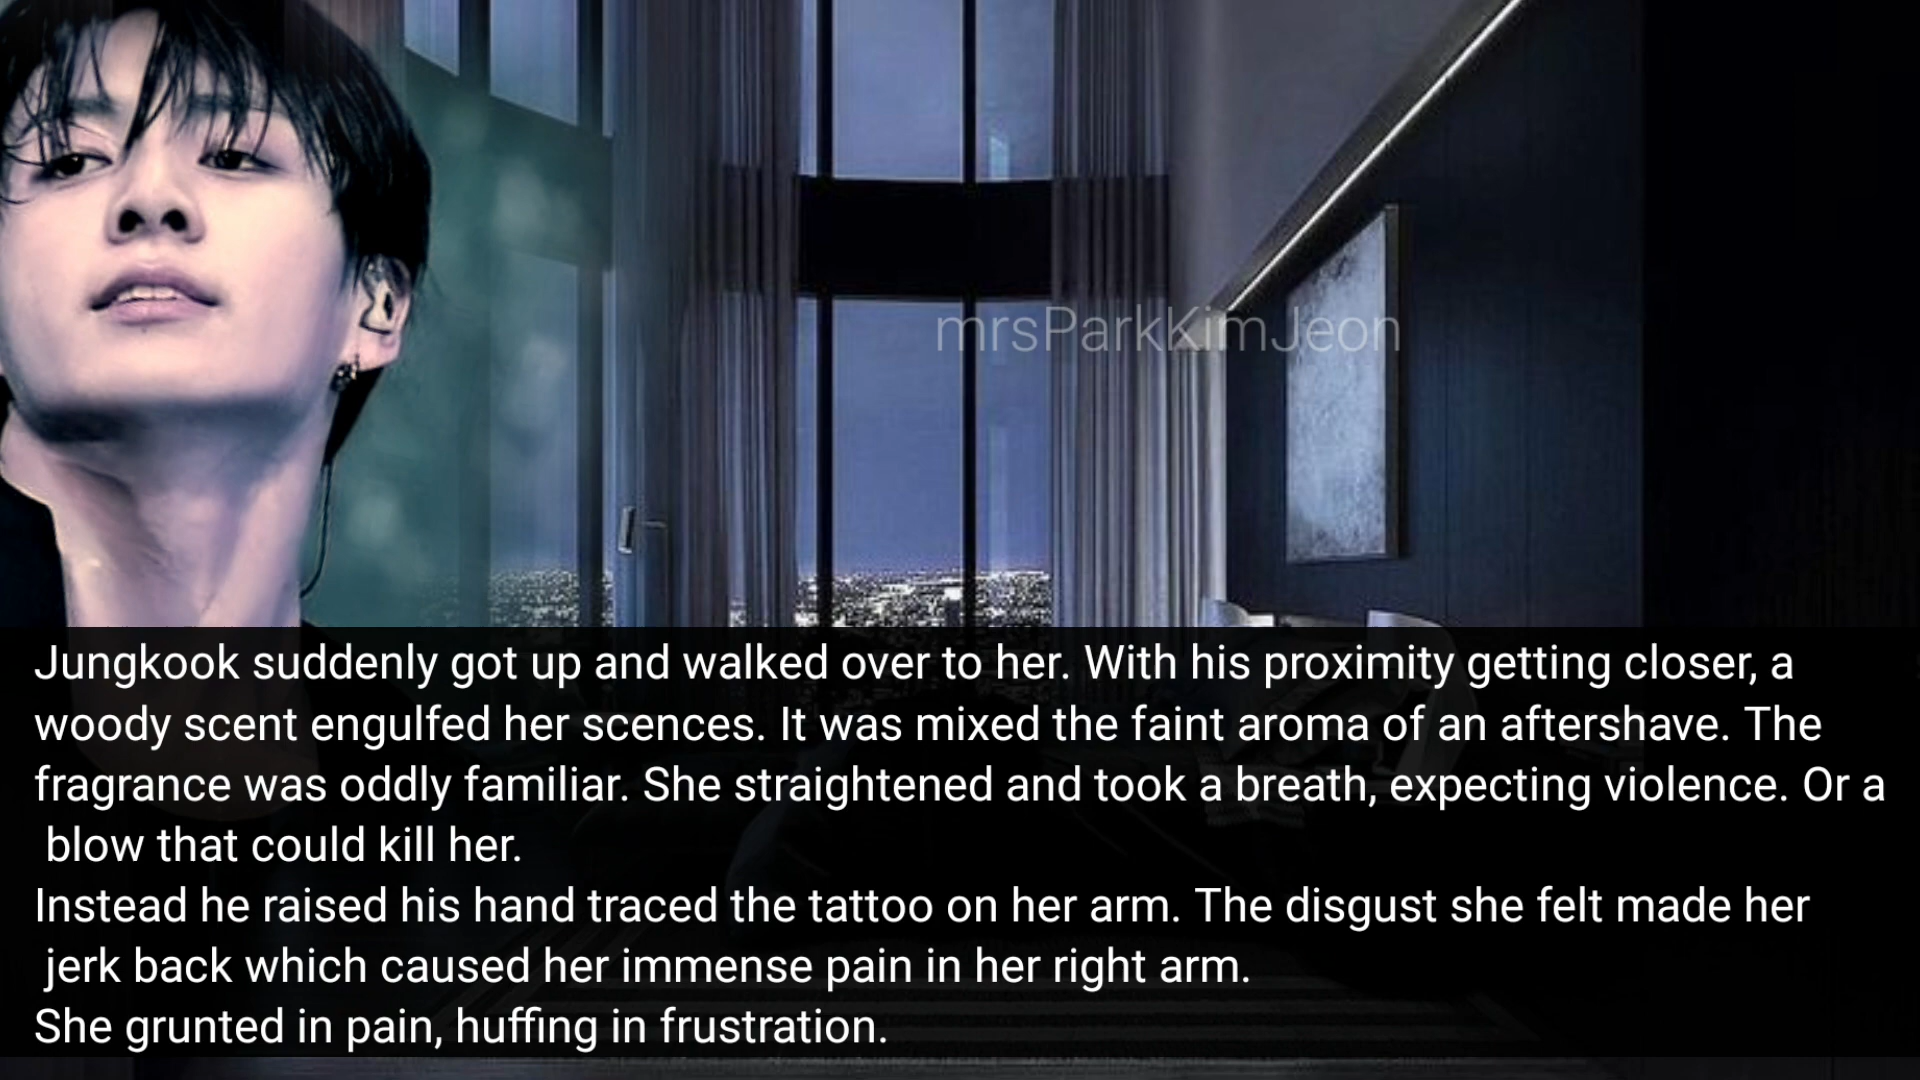 mrsParkKimJeon
Jungkook suddenly got up and walked over to her. With his proximity getting closer, a
woody scent engulfed her scences. It was mixed the faint aroma of an aftershave. The
fragrance was oddly familiar. She straightened and took a breath, expecting violence. Or a
blow that could kill her.
Instead he raised his hand traced the tattoo on her arm. The disgust she felt made her
jerk back which caused her immense pain in her right arm.
She grunted in pain, huffing in frustration.